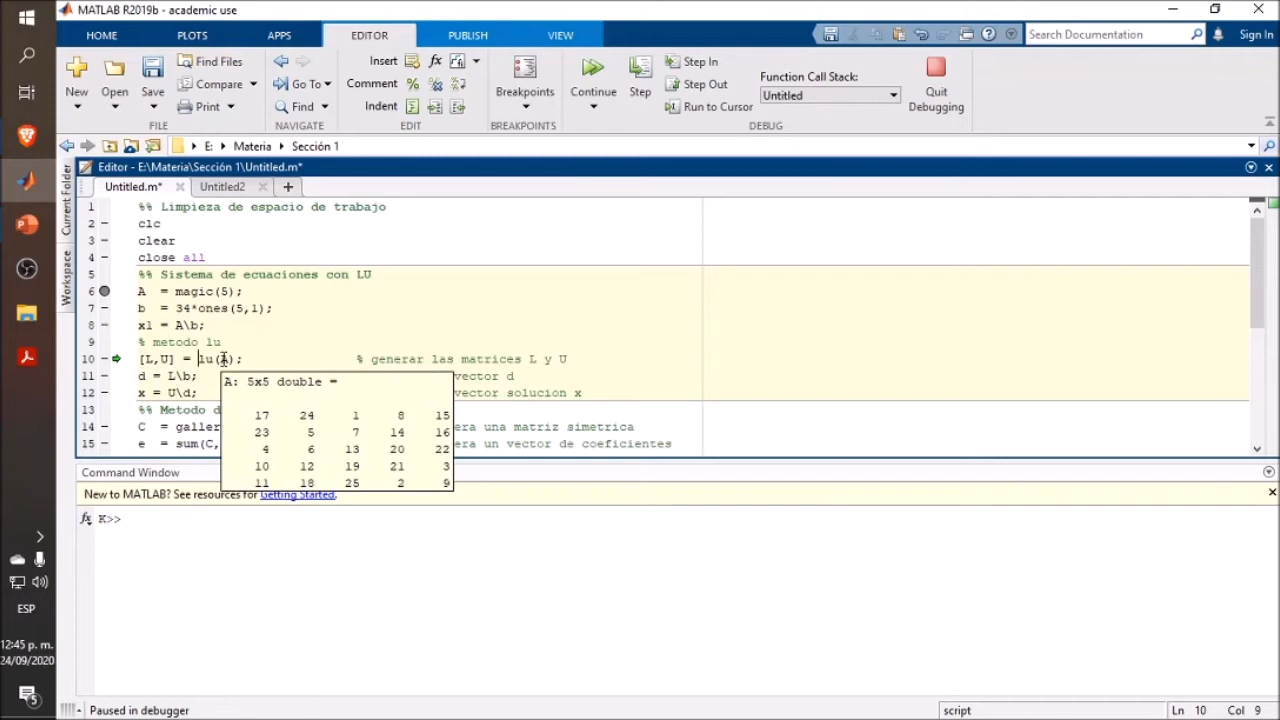 MATLAB R2019b - academic use
HOME PLOTS APPS EDITOR PUBLISH VIEW
Search Documentation
Sign In
New Open Save
Find Files
Compare
Print
FILE
Go To
Find
NAVIGATE
Insert
Comment
Indent
EDIT
Breakpoints
BREAKPOINTS
Continue
Step
Step In
Step Out
Run to Cursor
Function Call Stack:
Untitled
Quit Debugging
DEBUG
E: Materia Sección 1
Editor - E:\Materia\Sección 1\Untitled.m*
Untitled.m* Untitled2
Current Folder
Workspace
1 %% Limpieza de espacio de trabajo
2 clc
3 clear
4 close all
5 %% Sistema de ecuaciones con LU
6 A = magic(5);
7 b = 34*ones(5,1);
8 x1 = A\b;
9 % metodo lu
10 [L,U] = lu(A); % generar las matrices L y U
11 d = L\b; vector d
12 x = U\d; vector solucion x
13 %% Metodo d
14 C = galler era una matriz simetrica
15 e = sum(C, era un vector de coeficientes
A: 5x5 double =
17 24 1 8 15
23 5 7 14 16
4 6 13 20 22
10 12 19 21 3
11 18 25 2 9
Command Window
New to MATLAB? See resources for Getting Started.
fx K>>
ESP
12:45 p. m.
24/09/2020
5
Paused in debugger
script
Ln 10 Col 9